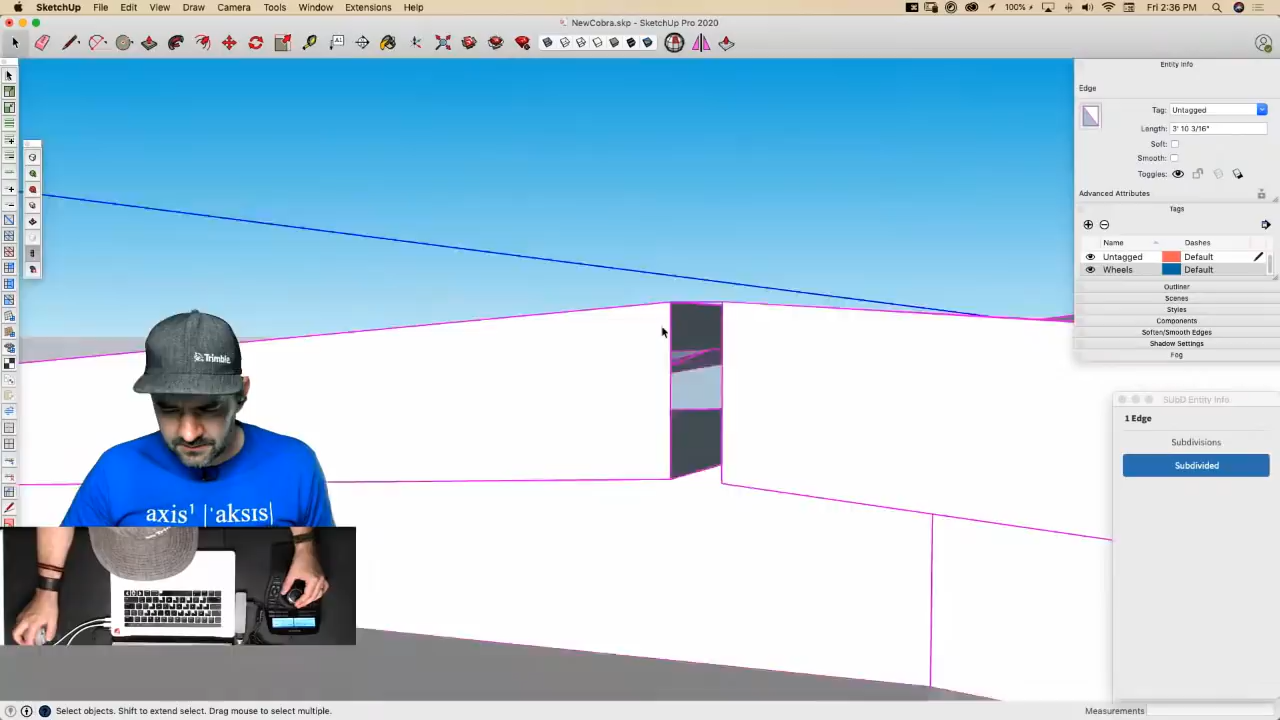 SketchUp File Edit View Draw Camera Tools Window Extensions Help
100% Fri 2:36 PM
NewCobra.skp - SketchUp Pro 2020
Entity Info
Edge
Tag: Untagged
Length: 3' 10 3/16"
Soft:
Smooth:
Toggles:
Advanced Attributes
Tags
Name Dashes
Untagged Default
Wheels Default
Outliner
Scenes
Styles
Components
Soften/Smooth Edges
Shadow Settings
Fog
SUbD Entity Info
1 Edge
Subdivisions
Subdivided
Trimble.
axis¹ |ˈaksɪs|
Select objects. Shift to extend select. Drag mouse to select multiple.
Measurements